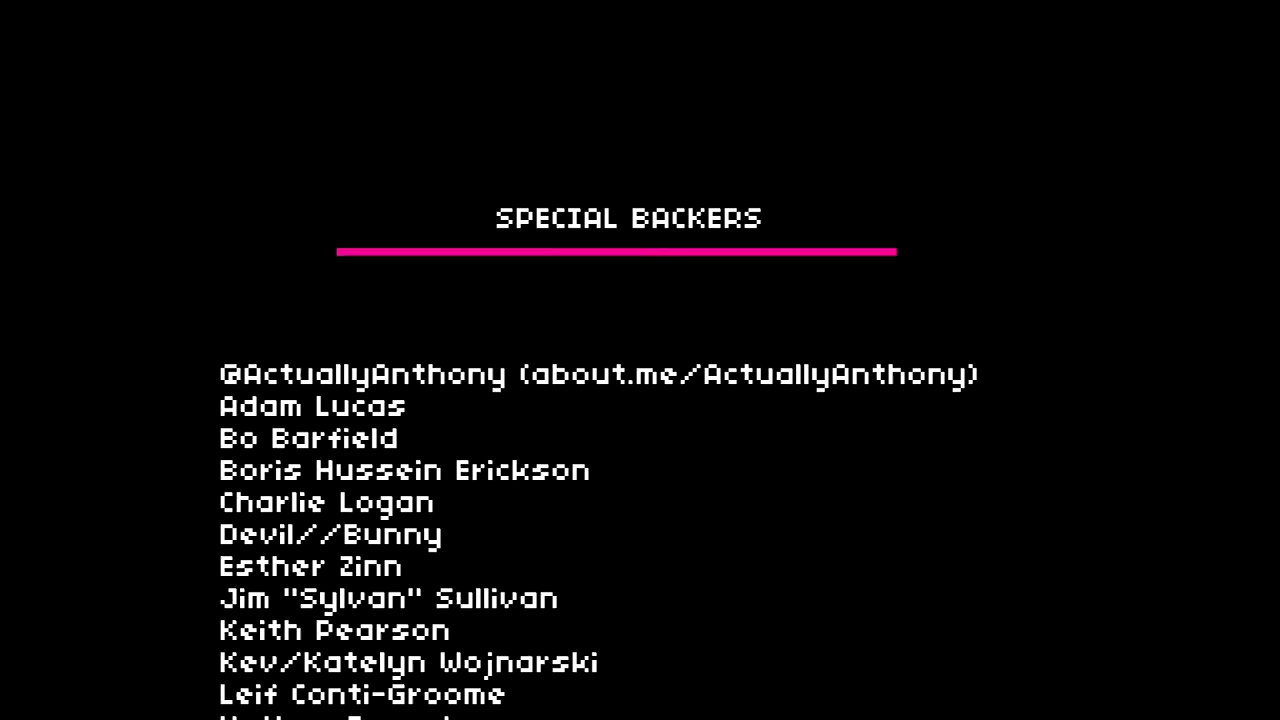 SPECIAL BACKERS
@ActuallyAnthony (about.me/ActuallyAnthony)
Adam Lucas
Bo Barfield
Boris Hussein Erickson
Charlie Logan
Devil//Bunny
Esther Zinn
Jim "Sylvan" Sullivan
Keith Pearson
Kev/Katelyn Wojnarski
Leif Conti-Groome